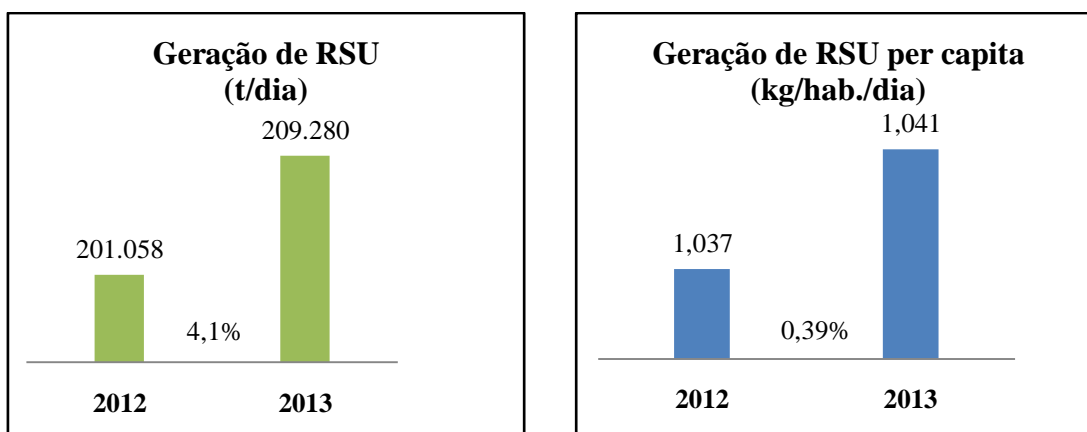 Geração de RSU
(t/dia)
209.280
201.058
4,1%
2012
2013
Geração de RSU per capita
(kg/hab./dia)
1,041
1,037
0,39%
2012
2013